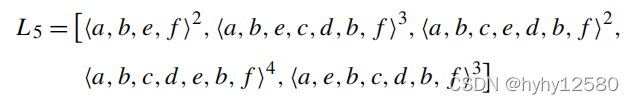 L₅ = [⟨a, b, e, f⟩², ⟨a, b, e, c, d, b, f⟩³, ⟨a, b, c, e, d, b, f⟩²,
⟨a, b, c, d, e, b, f⟩⁴, ⟨a, e, b, c, d, b, f⟩³]
CSDN @hyhy12580